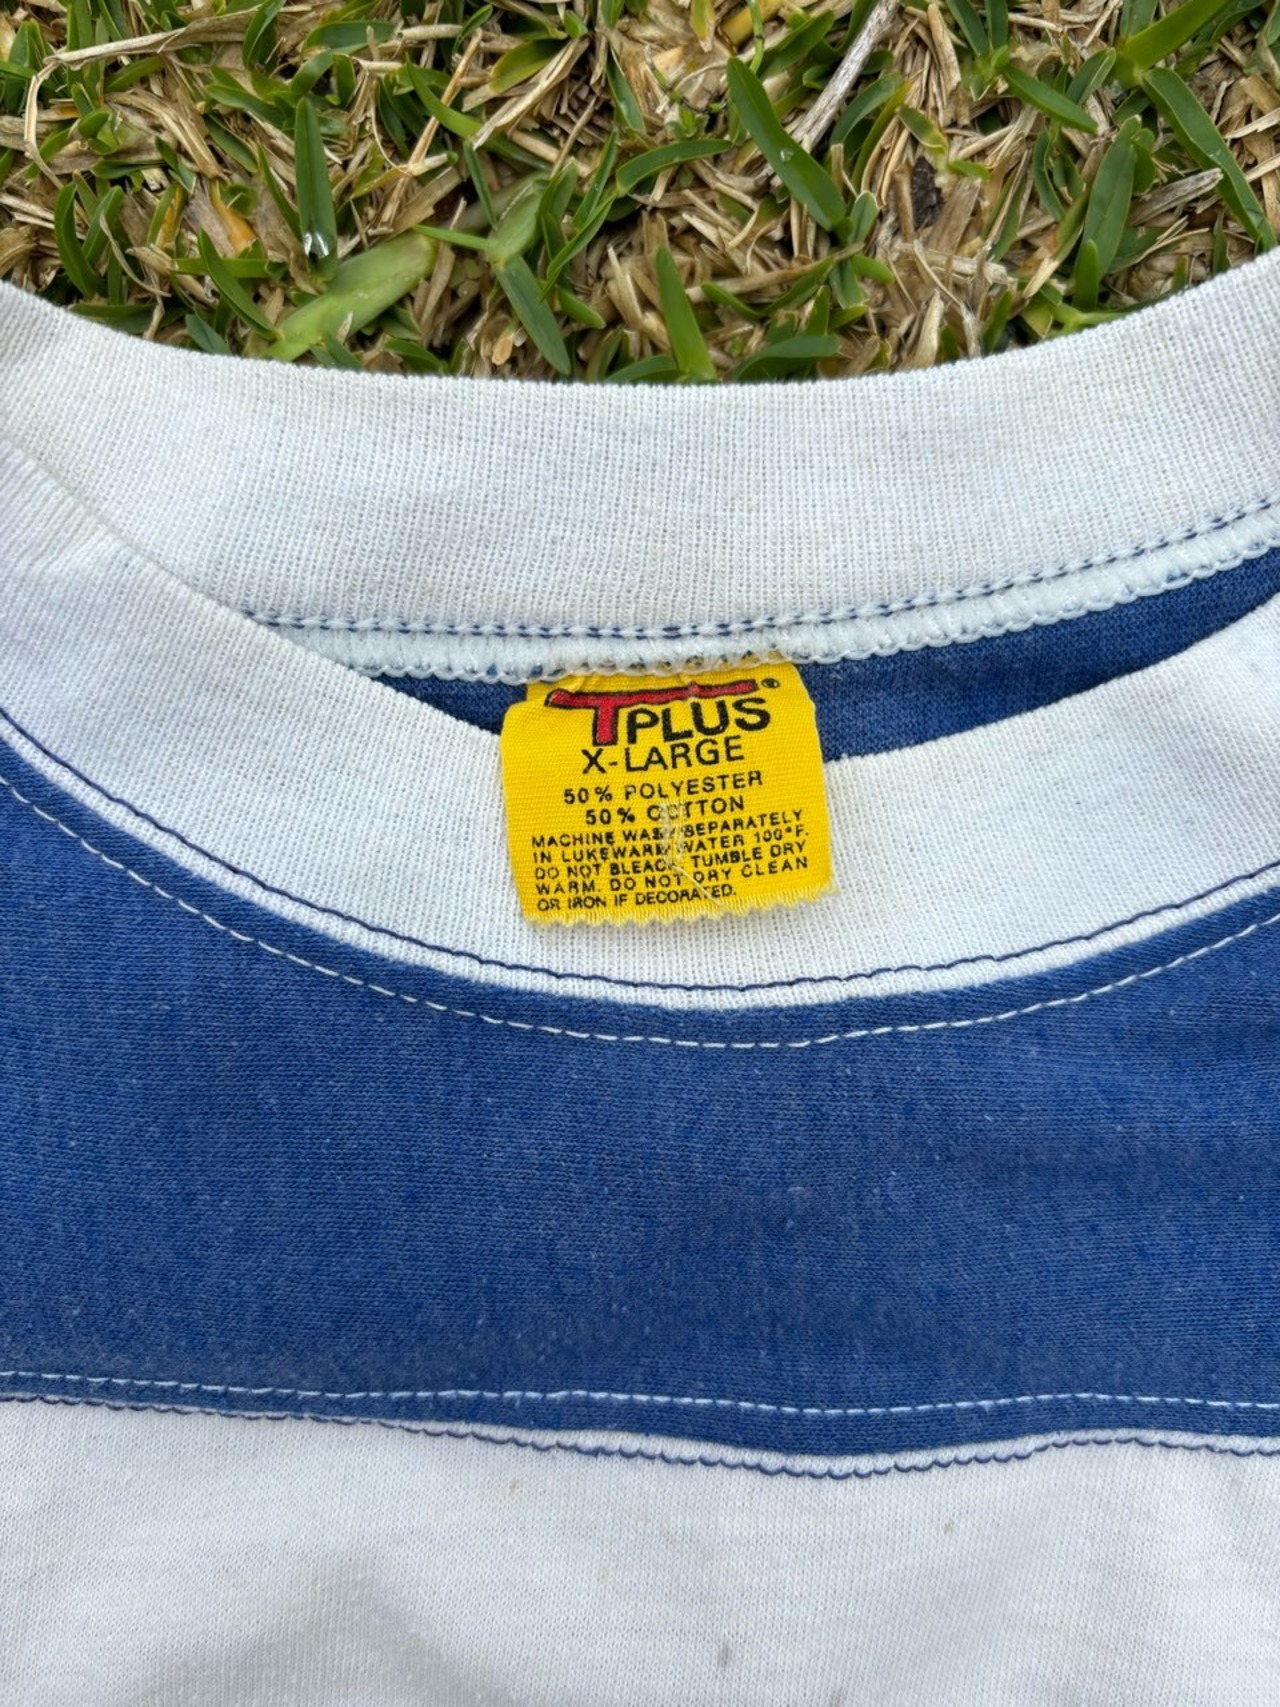 TPLUS®
X-LARGE
50% POLYESTER
50% COTTON
MACHINE WASH SEPARATELY
IN LUKEWARM WATER 100°F.
DO NOT BLEACH. TUMBLE DRY
WARM. DO NOT DRY CLEAN
OR IRON IF DECORATED.